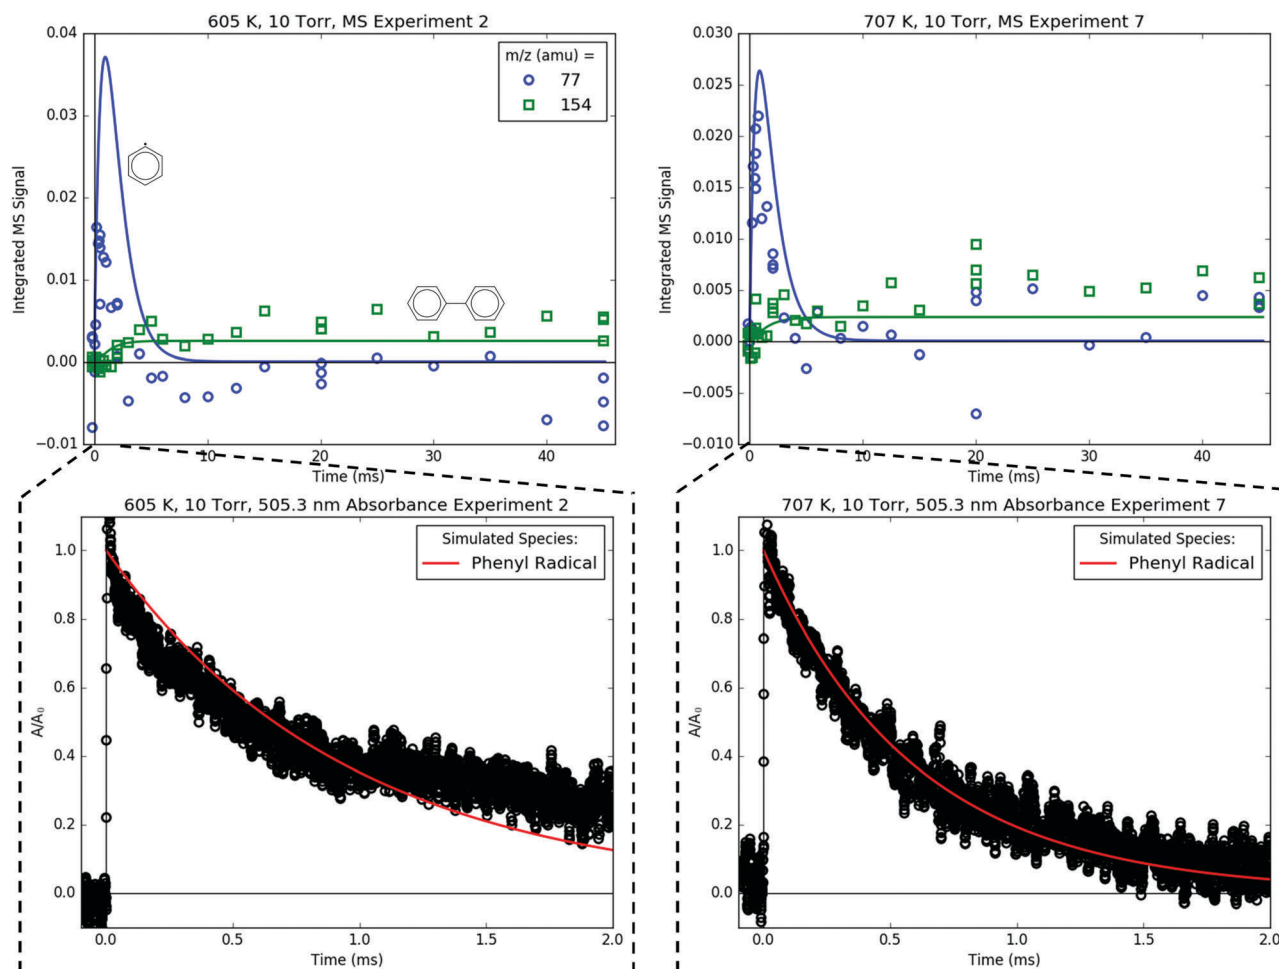 605 K, 10 Torr, MS Experiment 2
0.04
0.03
0.02
0.01
0.00
−0.01
Integrated MS Signal
m/z (amu) =
77
154
0
10
20
30
40
Time (ms)
707 K, 10 Torr, MS Experiment 7
0.030
0.025
0.020
0.015
0.010
0.005
0.000
−0.005
−0.010
Integrated MS Signal
0
10
20
30
40
Time (ms)
605 K, 10 Torr, 505.3 nm Absorbance Experiment 2
1.0
0.8
0.6
0.4
0.2
0.0
A/A₀
Simulated Species:
Phenyl Radical
0.0
0.5
1.0
1.5
2.0
Time (ms)
707 K, 10 Torr, 505.3 nm Absorbance Experiment 7
1.0
0.8
0.6
0.4
0.2
0.0
A/A₀
Simulated Species:
Phenyl Radical
0.0
0.5
1.0
1.5
2.0
Time (ms)